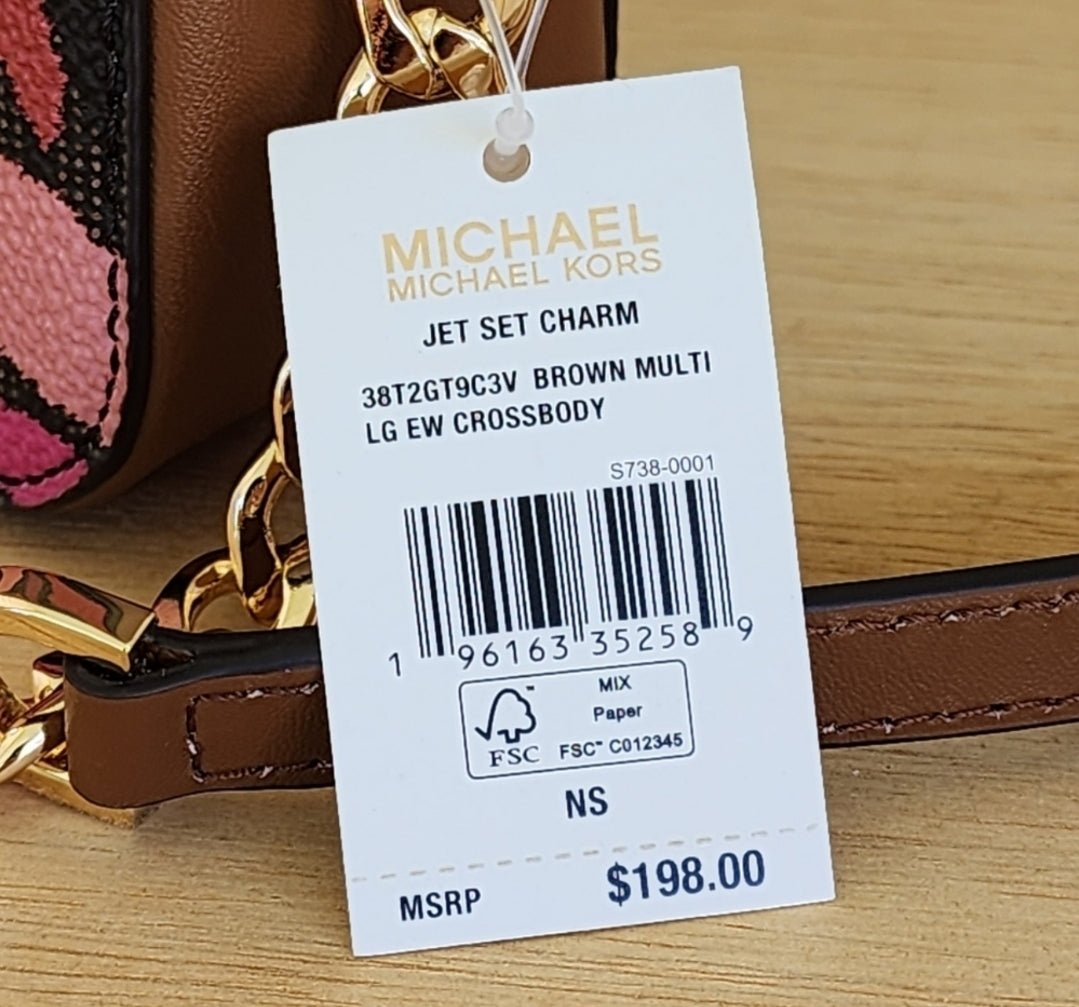 MICHAEL
MICHAEL KORS
JET SET CHARM
38T2GT9C3V BROWN MULTI
LG EW CROSSBODY
S738-0001
1 96163 35258 9
FSC
MIX
Paper
FSC™ C012345
NS
MSRP $198.00